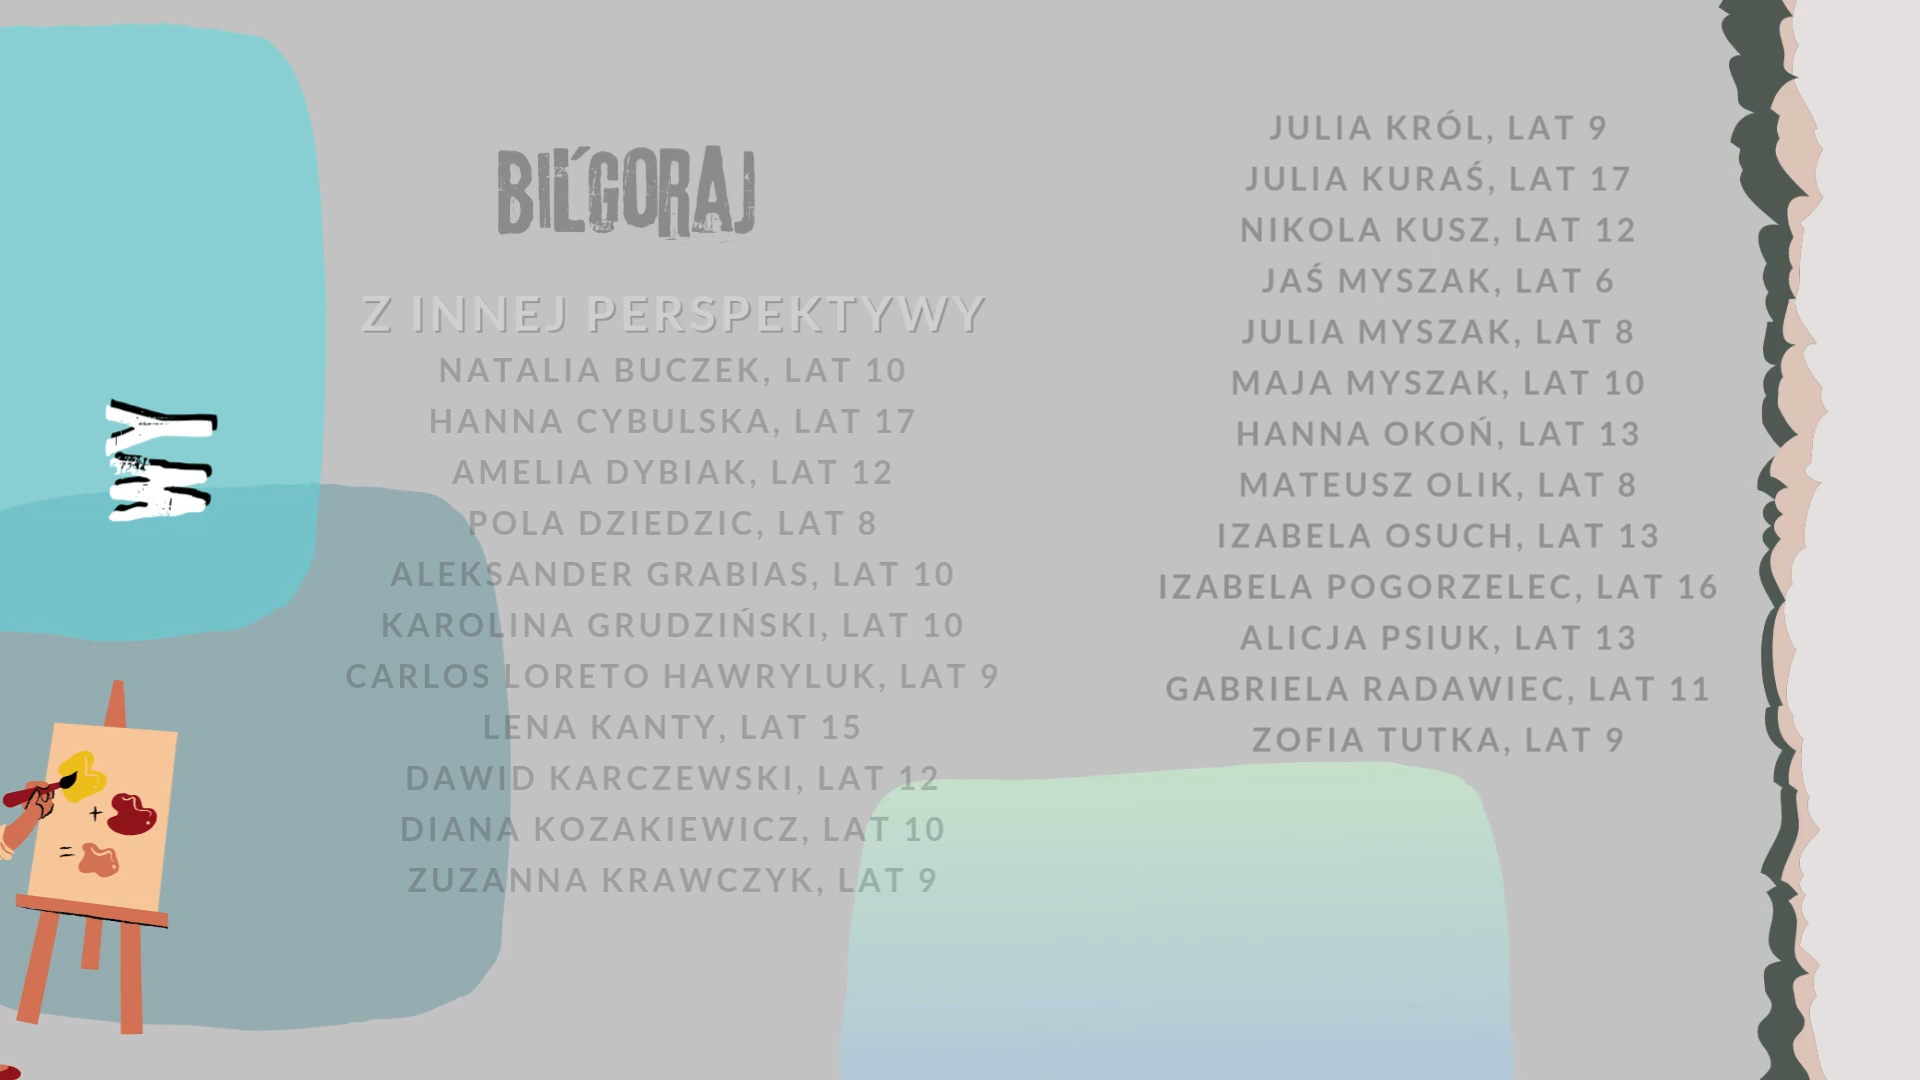 BIŁGORAJ
Z INNEJ PERSPEKTYWY
NATALIA BUCZEK, LAT 10
HANNA CYBULSKA, LAT 17
AMELIA DYBIAK, LAT 12
POLA DZIEDZIC, LAT 8
ALEKSANDER GRABIAS, LAT 10
KAROLINA GRUDZIŃSKI, LAT 10
CARLOS LORETO HAWRYLUK, LAT 9
LENA KANTY, LAT 15
DAWID KARCZEWSKI, LAT 12
DIANA KOZAKIEWICZ, LAT 10
ZUZANNA KRAWCZYK, LAT 9
JULIA KRÓL, LAT 9
JULIA KURAŚ, LAT 17
NIKOLA KUSZ, LAT 12
JAŚ MYSZAK, LAT 6
JULIA MYSZAK, LAT 8
MAJA MYSZAK, LAT 10
HANNA OKOŃ, LAT 13
MATEUSZ OLIK, LAT 8
IZABELA OSUCH, LAT 13
IZABELA POGORZELEC, LAT 16
ALICJA PSIUK, LAT 13
GABRIELA RADAWIEC, LAT 11
ZOFIA TUTKA, LAT 9
WY